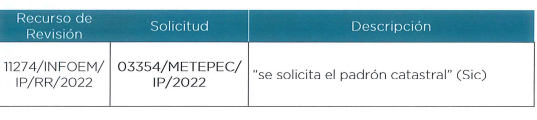 Recurso de
Revisión
Solicitud
Descripción
11274/INFOEM/
IP/RR/2022
03354/METEPEC/
IP/2022
"se solicita el padrón catastral" (Sic)